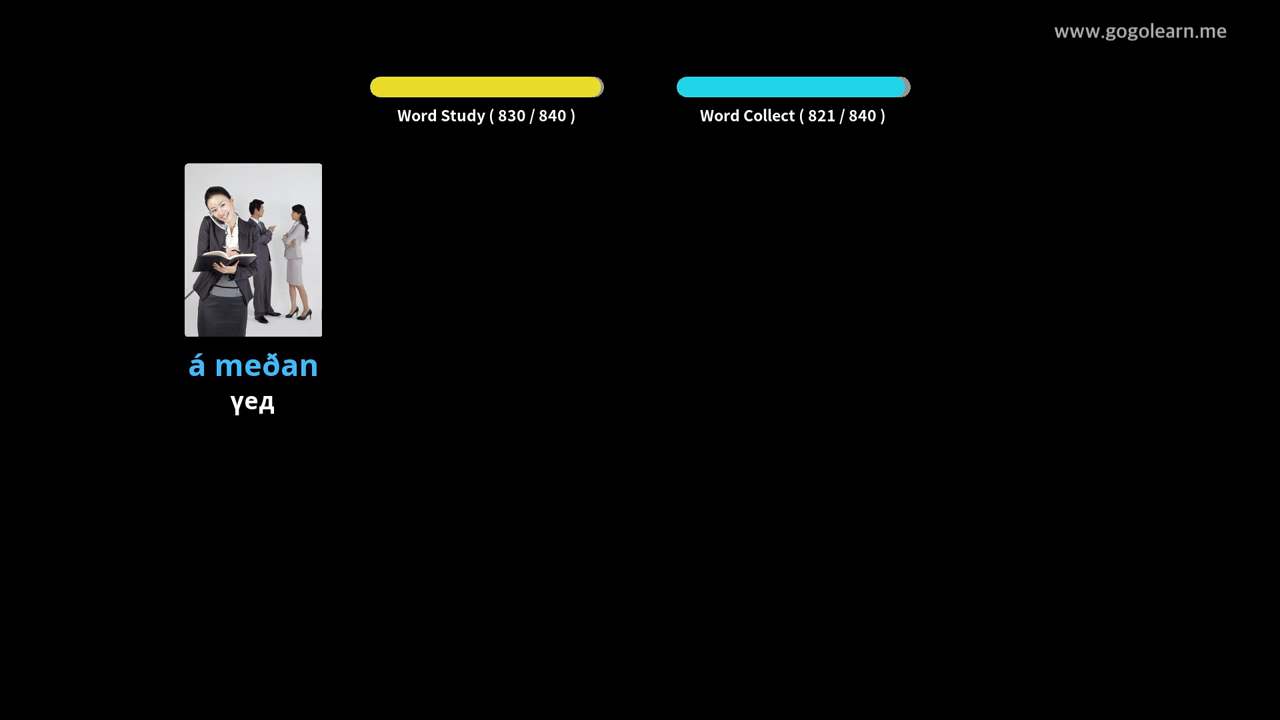 www.gogolearn.me
Word Study ( 830 / 840 )
Word Collect ( 821 / 840 )
á meðan
үед